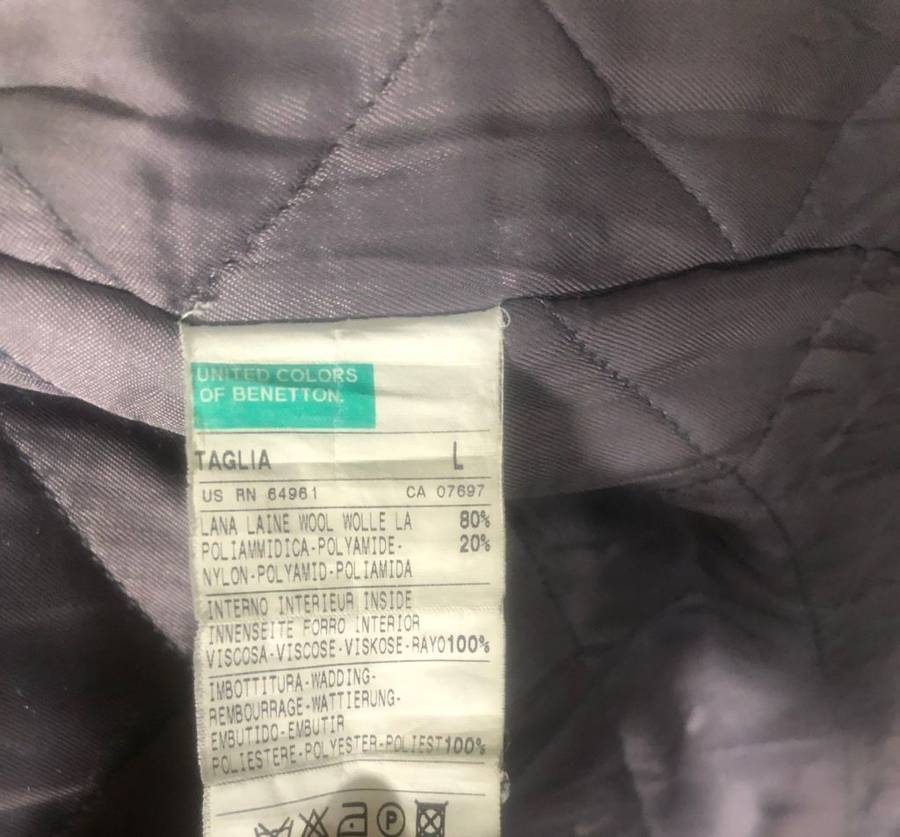 UNITED COLORS
OF BENETTON.
TAGLIA L
US RN 64961 CA 07697
LANA LAINE WOOL WOLLE LA 80%
POLIAMMIDICA-POLYAMIDE- 20%
NYLON-POLYAMID-POLIAMIDA
INTERNO INTERIEUR INSIDE
INNENSEITE FORRO INTERIOR
VISCOSA-VISCOSE-VISKOSE-RAYO100%
IMBOTTITURA-WADDING-
REMBOURRAGE-WATTIERUNG-
EMBUTIDO-EMBUTIR
POLIESTERE-POLYESTER-POLIEST100%
P